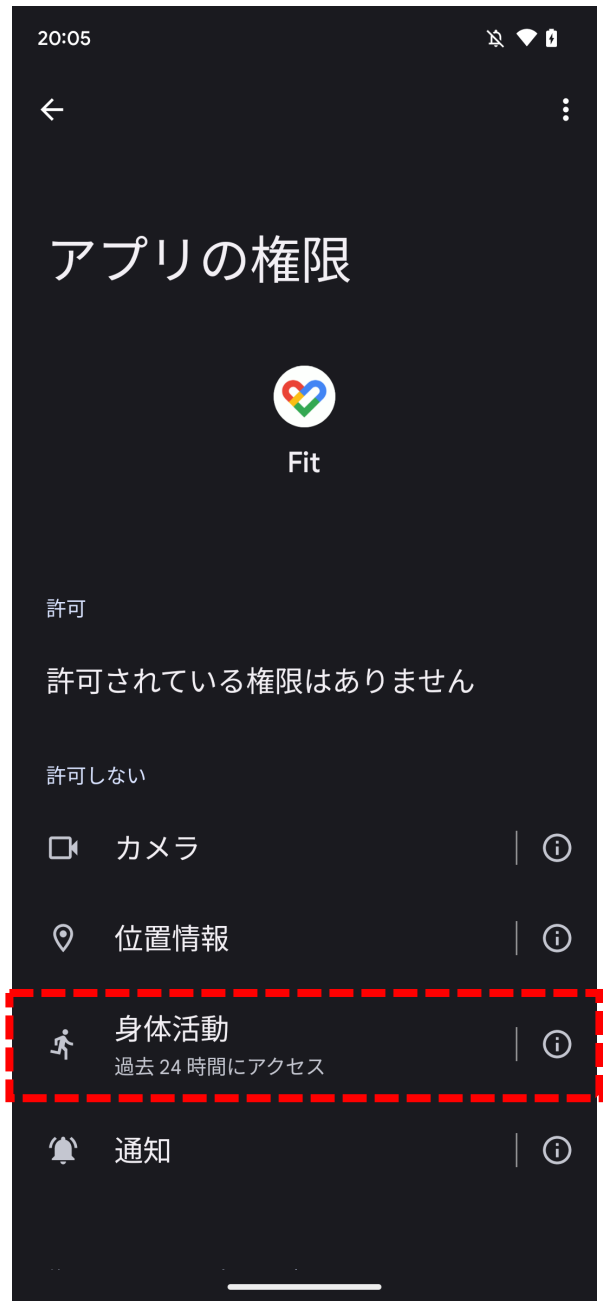 20:05
アプリの権限
Fit
許可
許可されている権限はありません
許可しない
カメラ
位置情報
身体活動
過去 24 時間にアクセス
通知